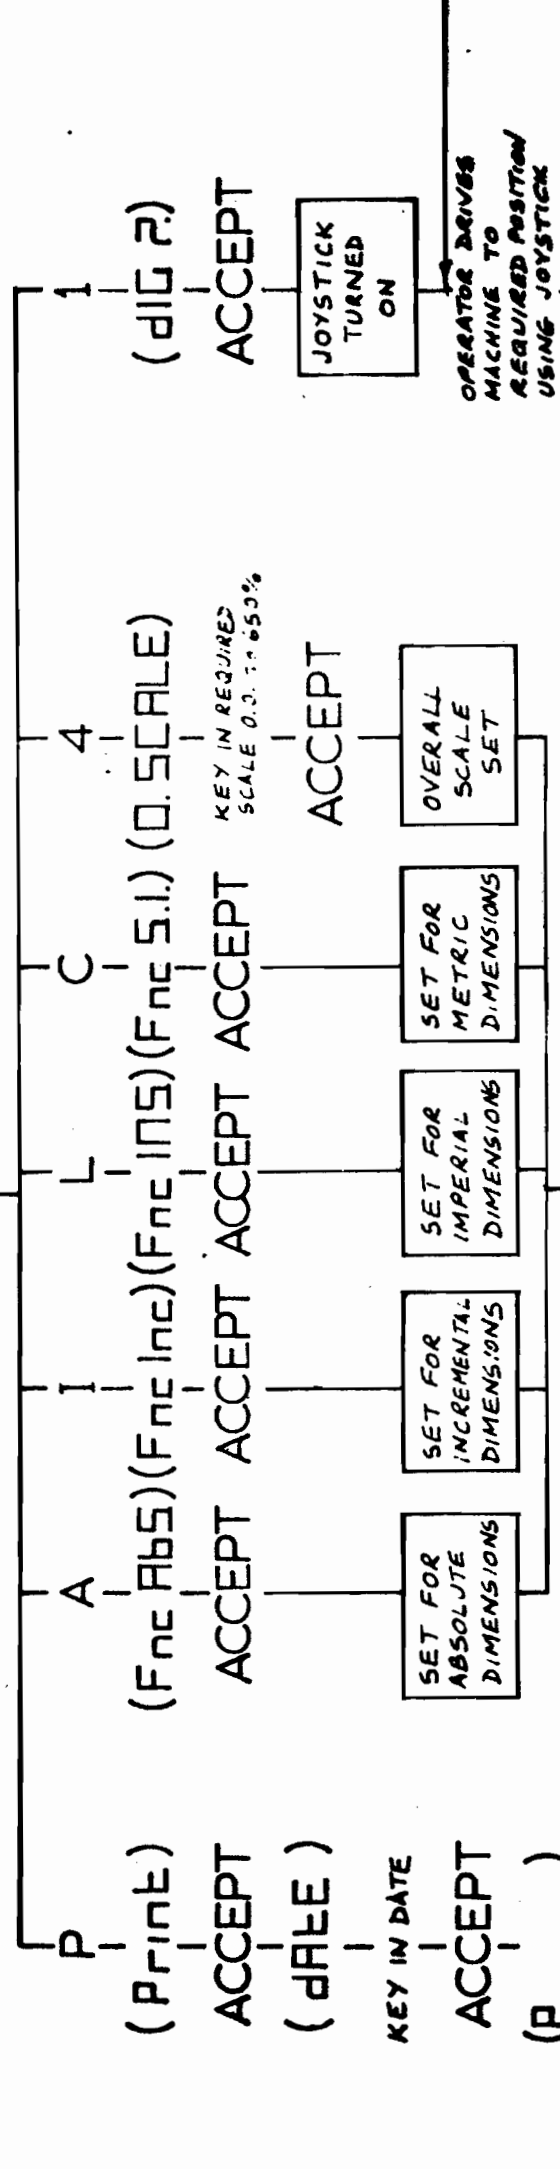 P
(Print)
ACCEPT
(dAtE)
KEY IN DATE
ACCEPT
(P )
A
(Fnc AbS)
ACCEPT
SET FOR
ABSOLUTE
DIMENSIONS
I
(Fnc Inc)
ACCEPT
SET FOR
INCREMENTAL
DIMENSIONS
L
(Fnc InS)
ACCEPT
SET FOR
IMPERIAL
DIMENSIONS
C
(Fnc S.I.)
ACCEPT
SET FOR
METRIC
DIMENSIONS
4
(O. SCALE)
KEY IN REQUIRED
SCALE
ACCEPT
OVERALL
SCALE
SET
1
(dIG ?)
ACCEPT
JOYSTICK
TURNED
ON
OPERATOR DRIVES
MACHINE TO
REQUIRED POSITION
USING JOYSTICK